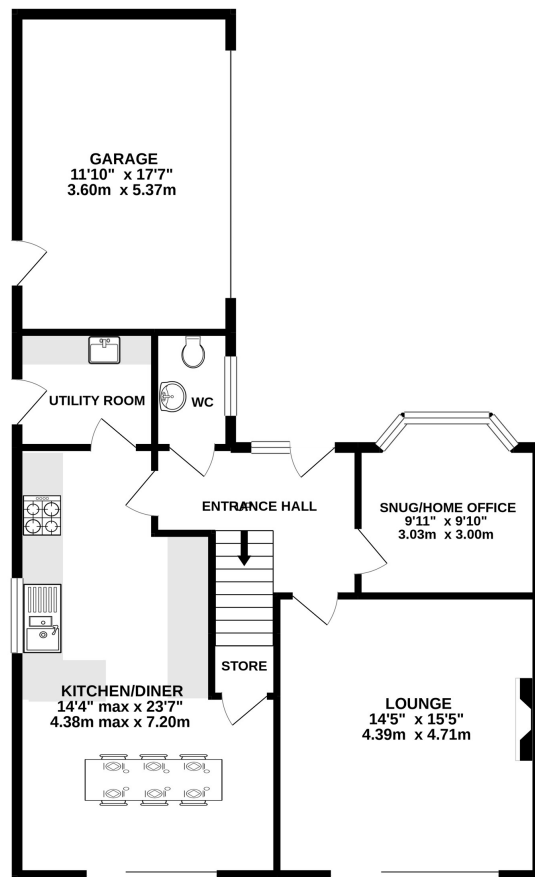 GARAGE
11'10" x 17'7"
3.60m x 5.37m
UTILITY ROOM
WC
ENTRANCE HALL
SNUG/HOME OFFICE
9'11" x 9'10"
3.03m x 3.00m
STORE
KITCHEN/DINER
14'4" max x 23'7"
4.38m max x 7.20m
LOUNGE
14'5" x 15'5"
4.39m x 4.71m